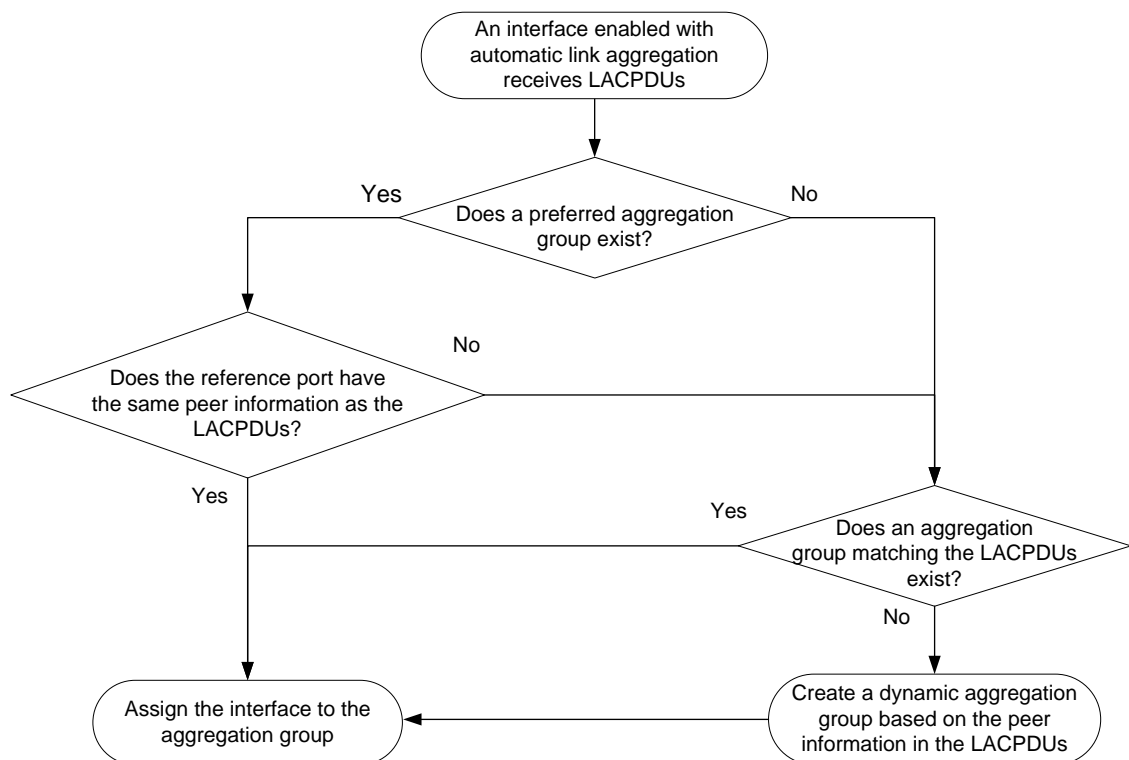 An interface enabled with
automatic link aggregation
receives LACPDUs
Yes
No
Does a preferred aggregation
group exist?
No
Does the reference port have
the same peer information as the
LACPDUs?
Yes
Yes
Does an aggregation
group matching the LACPDUs
exist?
No
Assign the interface to the
aggregation group
Create a dynamic aggregation
group based on the peer
information in the LACPDUs